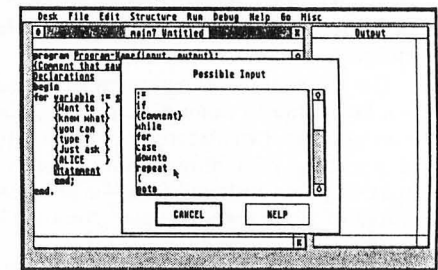 Desk File Edit Structure Run Debug Help Go Misc
main? Untitled
Output
program Program-Name(input, output);
{Comment that say
Declarations
begin
for variable := s
{Want to }
{know what}
{you can }
{type ? }
{Just ask }
{ALICE }
Statement
end;
end.
Possible Input
:=
if
{Comment}
while
for
case
downto
repeat
(
goto
CANCEL
HELP